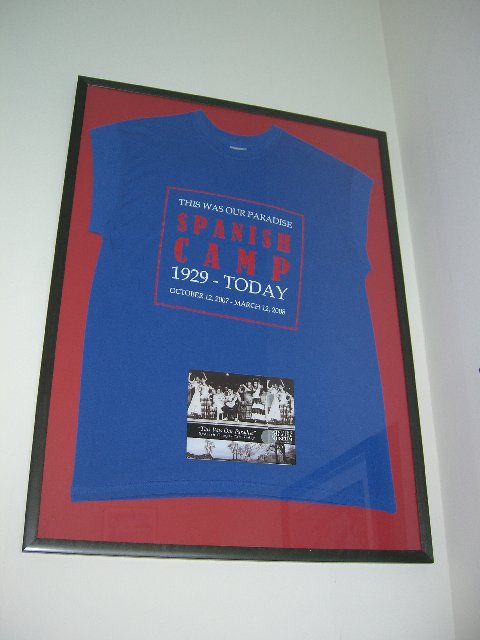 THIS WAS OUR PARADISE
SPANISH
CAMP
1929 - TODAY
OCTOBER 12, 2007 - MARCH 12, 2008
"This Was Our Paradise"